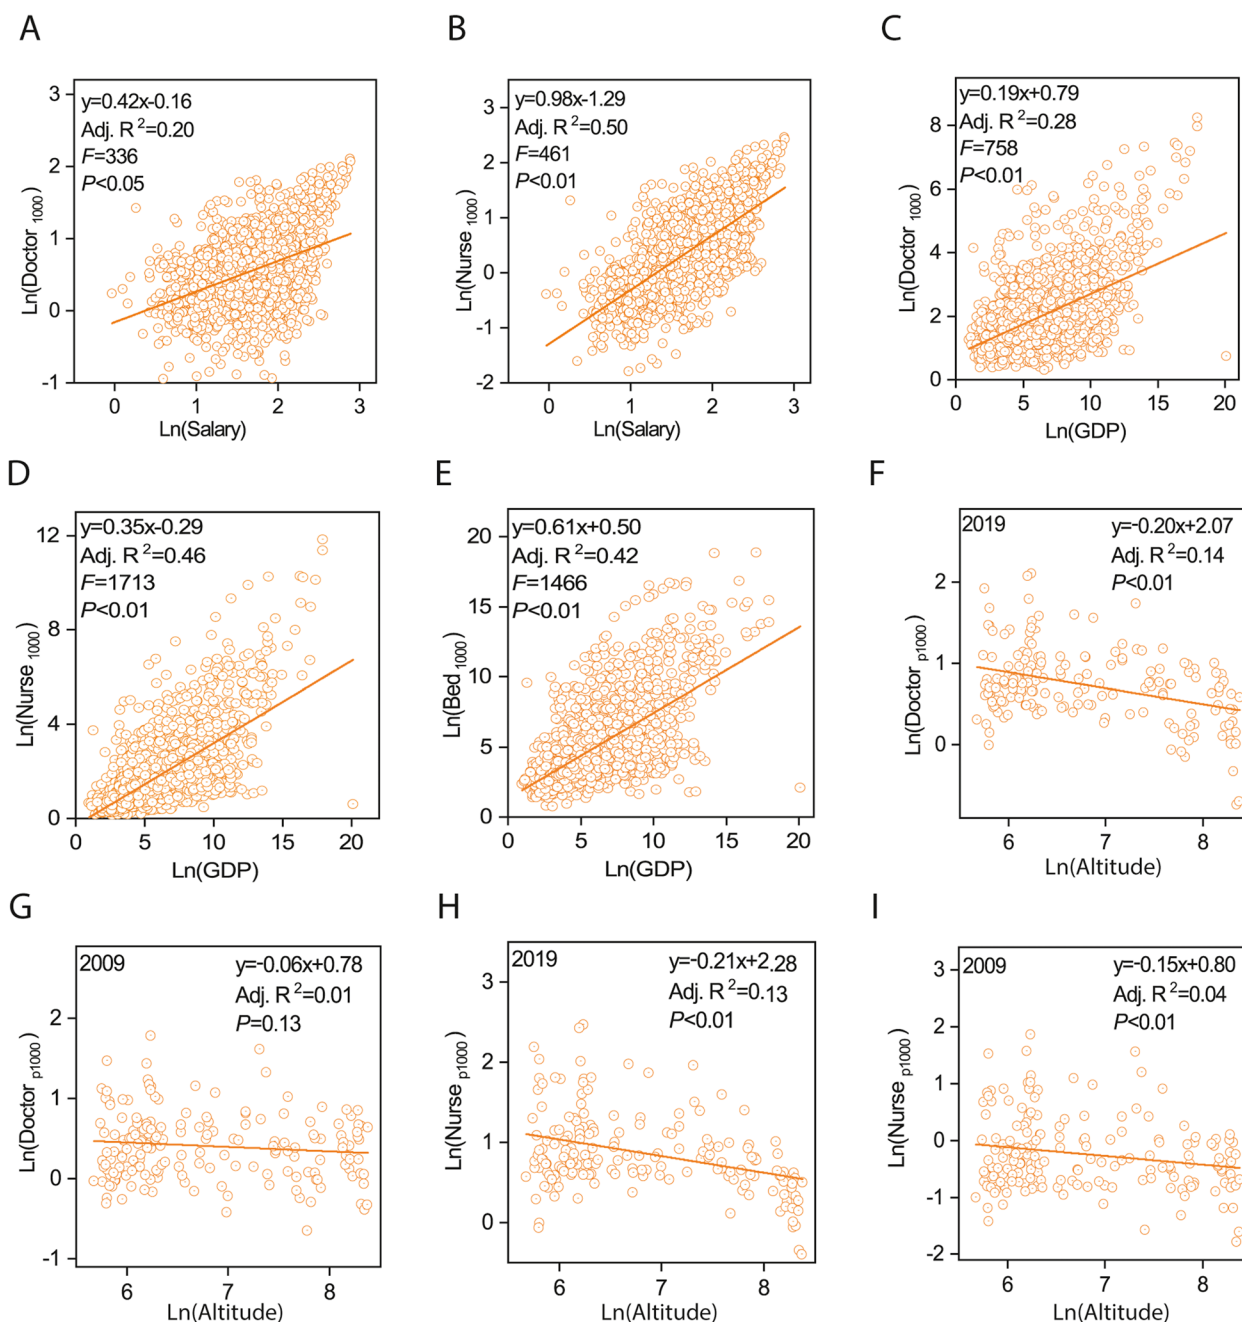 A
y=0.42x-0.16
Adj. R²=0.20
F=336
P<0.05
Ln(Doctor 1000)
3
2
1
0
-1
0 1 2 3
Ln(Salary)
B
y=0.98x-1.29
Adj. R²=0.50
F=461
P<0.01
Ln(Nurse 1000)
3
2
1
0
-1
-2
0 1 2 3
Ln(Salary)
C
y=0.19x+0.79
Adj. R²=0.28
F=758
P<0.01
Ln(Doctor 1000)
8
6
4
2
0
0 5 10 15 20
Ln(GDP)
D
y=0.35x-0.29
Adj. R²=0.46
F=1713
P<0.01
Ln(Nurse 1000)
12
8
4
0
0 5 10 15 20
Ln(GDP)
E
y=0.61x+0.50
Adj. R²=0.42
F=1466
P<0.01
Ln(Bed 1000)
20
15
10
5
0
0 5 10 15 20
Ln(GDP)
F
2019
y=-0.20x+2.07
Adj. R²=0.14
P<0.01
Ln(Doctor p1000)
2
1
0
6 7 8
Ln(Altitude)
G
2009
y=-0.06x+0.78
Adj. R²=0.01
P=0.13
Ln(Doctor p1000)
2
1
0
-1
6 7 8
Ln(Altitude)
H
2019
y=-0.21x+2.28
Adj. R²=0.13
P<0.01
Ln(Nurse p1000)
3
2
1
0
6 7 8
Ln(Altitude)
I
2009
y=-0.15x+0.80
Adj. R²=0.04
P<0.01
Ln(Nurse p1000)
3
2
1
-0
-1
-2
6 7 8
Ln(Altitude)